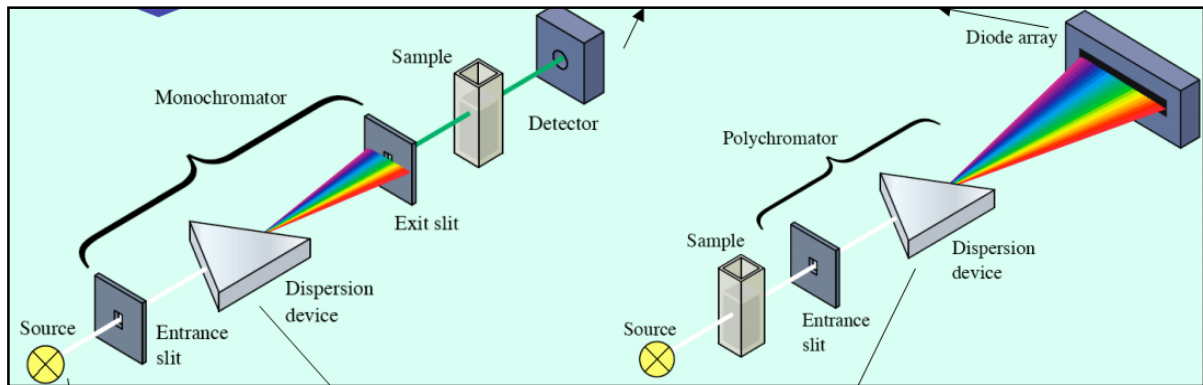 Monochromator
Sample
Detector
Exit slit
Dispersion
device
Entrance
slit
Source
Diode array
Polychromator
Dispersion
device
Sample
Entrance
slit
Source